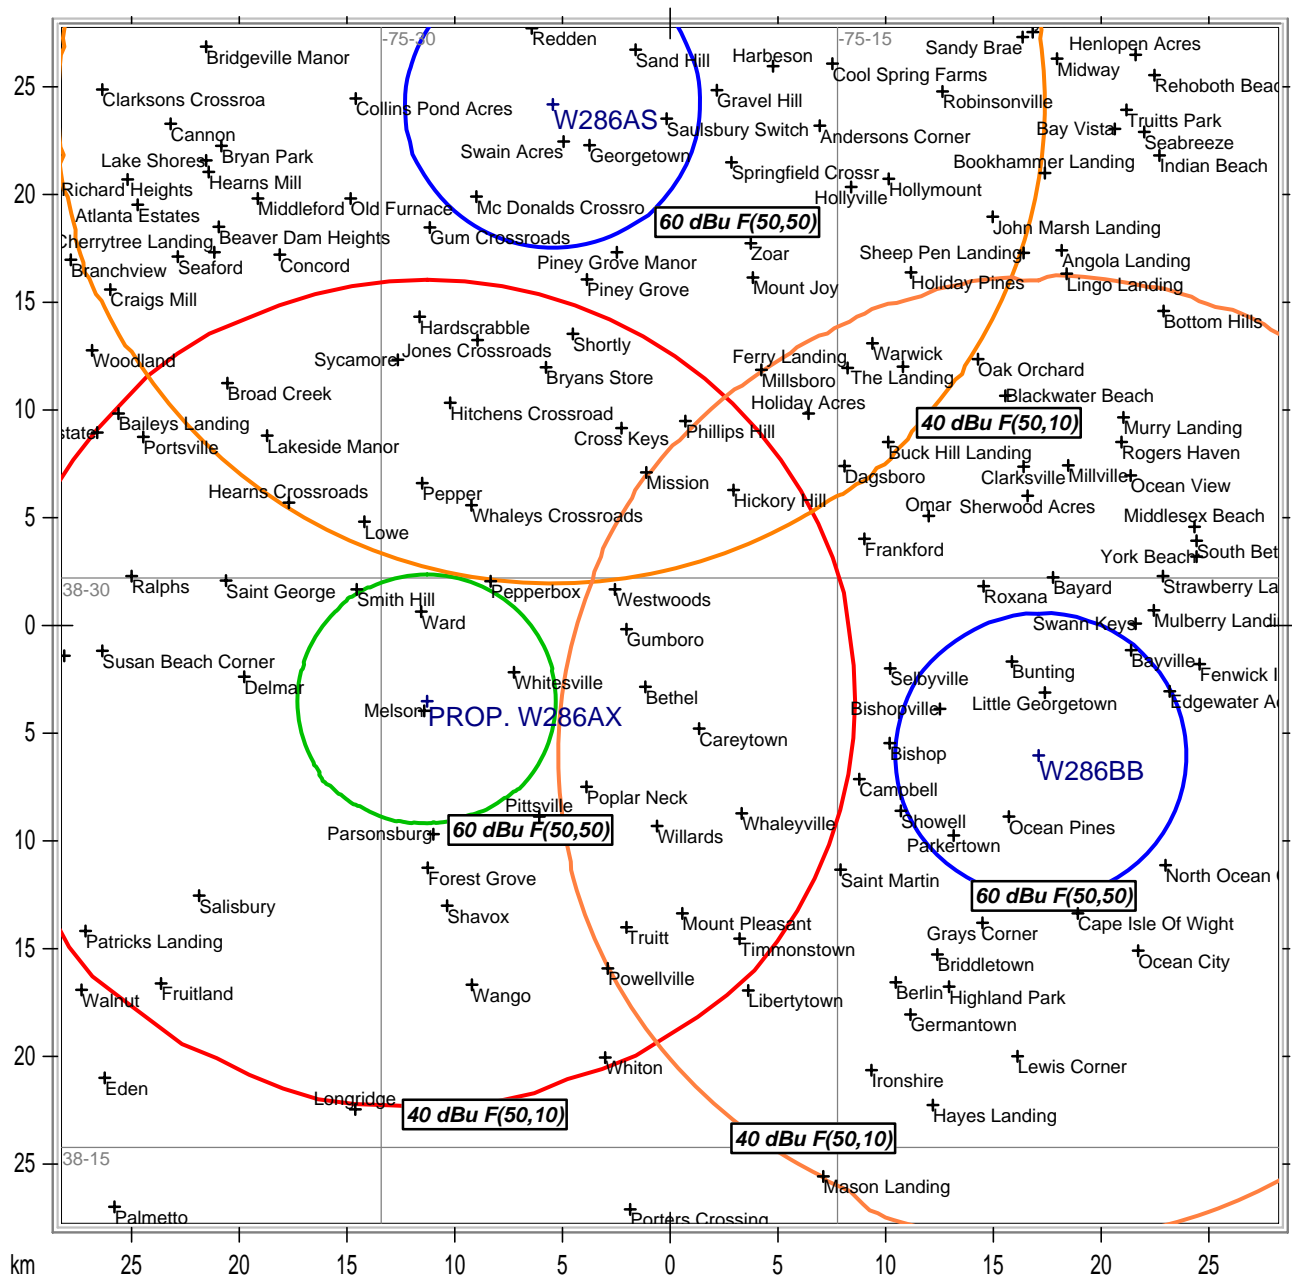 -75-30
-75-15
Redden
Sand Hill
Harbeson
Sandy Brae
Henlopen Acres
Bridgeville Manor
Midway
Cool Spring Farms
Rehoboth Beac
25
Clarksons Crossroa
Collins Pond Acres
Gravel Hill
Robinsonville
W286AS
Truitts Park
Cannon
Saulsbury Switch
Andersons Corner
Bay Vista
Seabreeze
Lake Shores
Bryan Park
Swain Acres
Georgetown
Bookhammer Landing
Indian Beach
Hearns Mill
Springfield Crossr
Richard Heights
Hollyville
Hollymount
20
Middleford
Old Furnace
Mc Donalds Crossro
Atlanta Estates
60 dBu F(50,50)
John Marsh Landing
Cherrytree Landing
Beaver Dam Heights
Gum Crossroads
Zoar
Sheep Pen Landing
Angola Landing
Branchview
Seaford
Concord
Piney Grove Manor
Piney Grove
Mount Joy
Holiday Pines
Lingo Landing
15
Craigs Mill
Bottom Hills
Hardscrabble
Shortly
Woodland
Sycamore
Jones Crossroads
Ferry Landing
Warwick
Oak Orchard
Broad Creek
Bryans Store
Millsboro
The Landing
Blackwater Beach
10
Baileys Landing
Hitchens Crossroad
Holiday Acres
40 dBu F(50,10)
Murry Landing
state
Portsville
Lakeside Manor
Cross Keys
Phillips Hill
Buck Hill Landing
Rogers Haven
Hearns Crossroads
Pepper
Mission
Hickory Hill
Dagsboro
Clarksville
Millville
Ocean View
5
Lowe
Whaleys Crossroads
Omar
Sherwood Acres
Middlesex Beach
Frankford
York Beach
South Bet
38-30
Ralphs
Saint George
Smith Hill
Pepperbox
Westwoods
Roxana
Bayard
Strawberry La
0
Ward
Gumboro
Swann Keys
Mulberry Landi
Susan Beach Corner
Delmar
Whitesville
Bethel
Selbyville
Bunting
Bayville
Fenwick I
Melson
PROP. W286AX
Bishopville
Little Georgetown
Edgewater Ac
5
Careytown
Bishop
W286BB
Pittsville
Poplar Neck
Campbell
Parsonsburg
60 dBu F(50,50)
Willards
Whaleyville
Showell
Ocean Pines
10
Parkertown
Forest Grove
Saint Martin
North Ocean
Salisbury
Shavox
60 dBu F(50,50)
Patricks Landing
Truitt
Mount Pleasant
Grays Corner
Cape Isle Of Wight
15
Timmonstown
Briddletown
Ocean City
Walnut
Fruitland
Wango
Powellville
Libertytown
Berlin
Highland Park
Germantown
20
Whiton
Lewis Corner
Eden
Longridge
Ironshire
40 dBu F(50,10)
Hayes Landing
40 dBu F(50,10)
38-15
25
Mason Landing
Palmetto
Porters Crossing
km
25
20
15
10
5
0
5
10
15
20
25